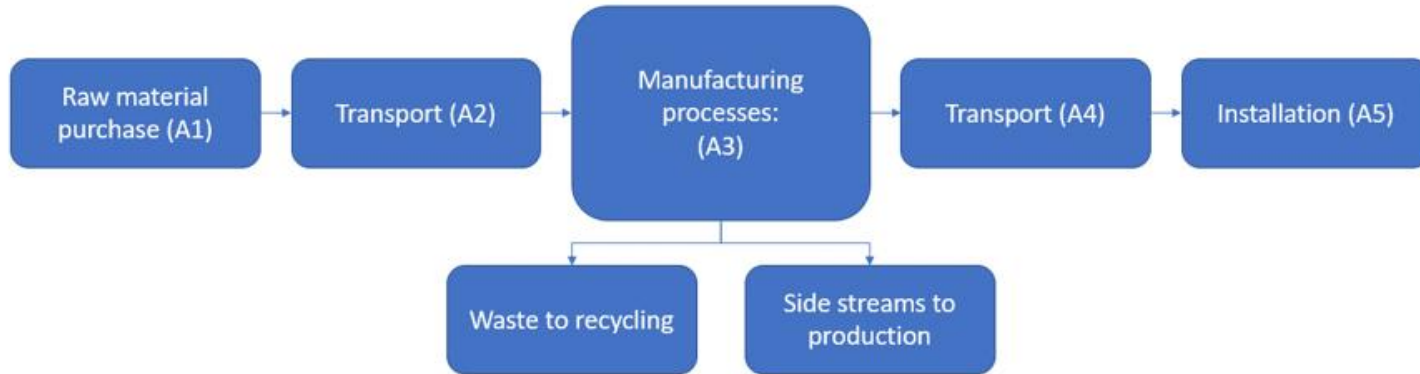 Raw material
purchase (A1)
Transport (A2)
Manufacturing
processes:
(A3)
Transport (A4)
Installation (A5)
Waste to recycling
Side streams to
production